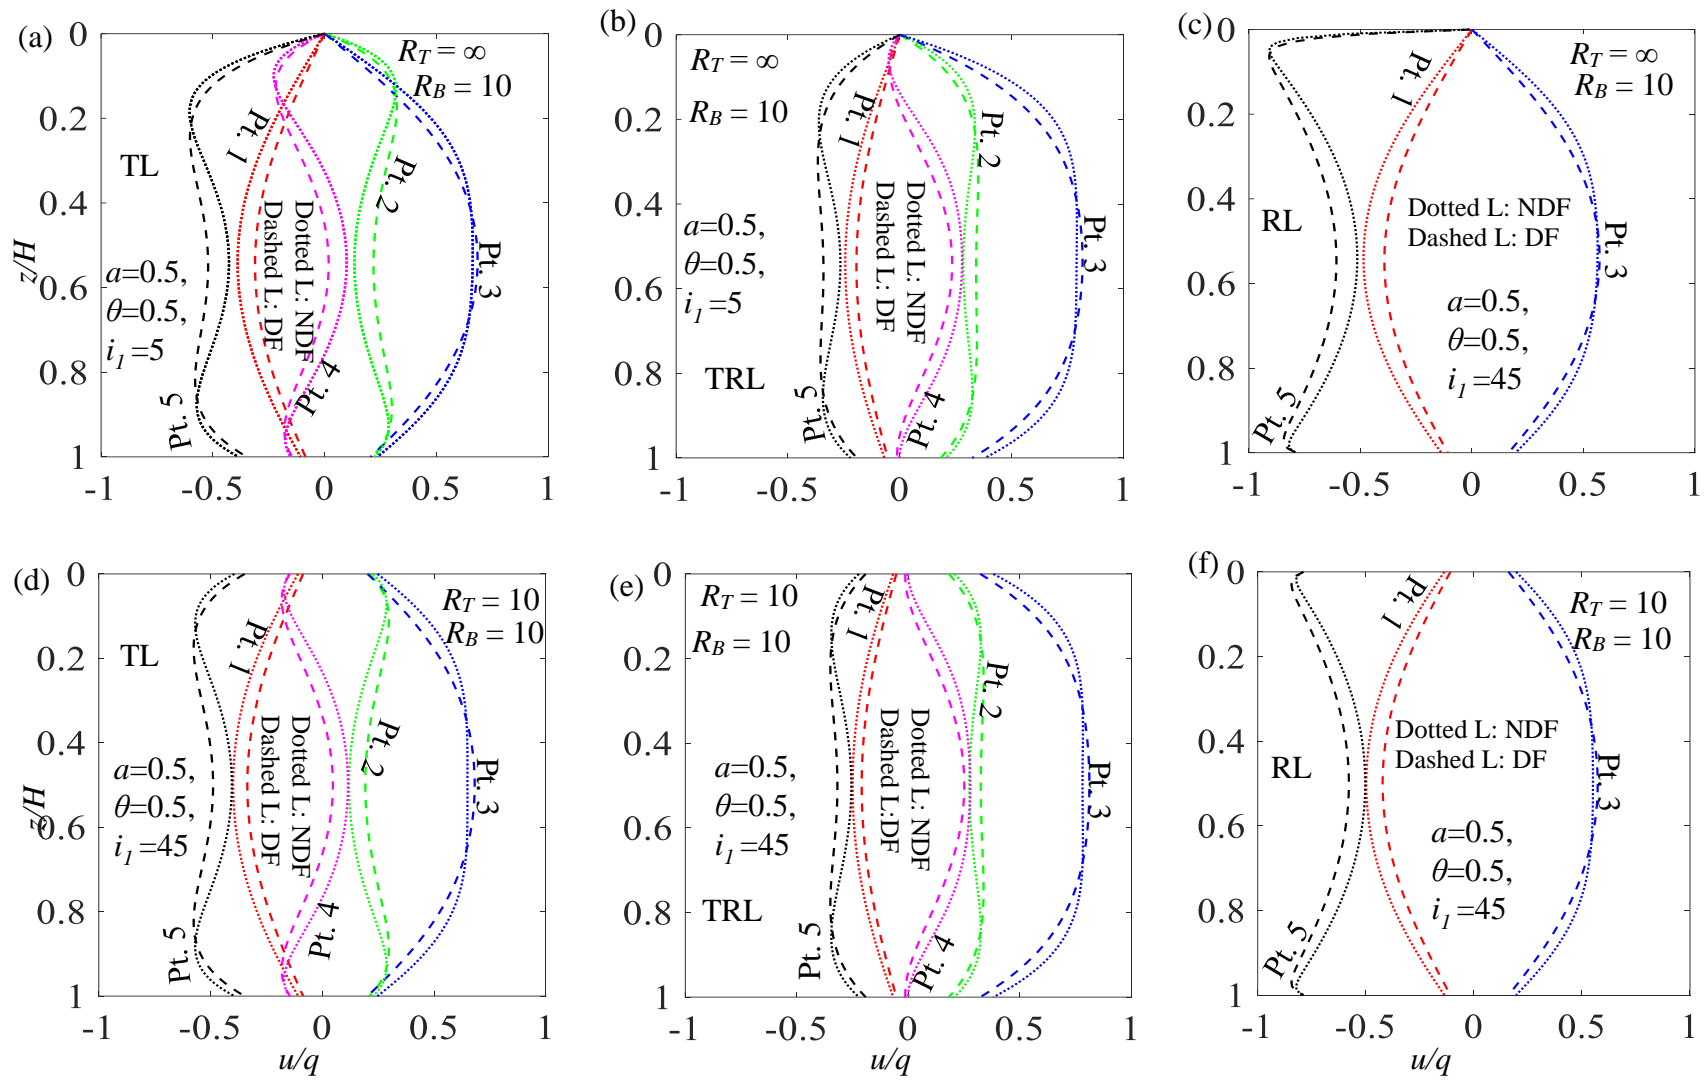 (a)
0
0.2
0.4
0.6
0.8
1
z/H
-1
-0.5
0
0.5
1
R_T = ∞
R_B = 10
TL
a=0.5,
θ=0.5,
i_1=5
Pt. 1
Pt. 2
Pt. 3
Pt. 4
Pt. 5
Dotted L: NDF
Dashed L: DF
(b)
0
0.2
0.4
0.6
0.8
1
-1
-0.5
0
0.5
1
R_T = ∞
R_B = 10
a=0.5,
θ=0.5,
i_1=5
TRL
Pt. 1
Pt. 2
Pt. 3
Pt. 4
Pt. 5
Dotted L: NDF
Dashed L: DF
(c)
0
0.2
0.4
0.6
0.8
1
-1
-0.5
0
0.5
1
R_T = ∞
R_B = 10
RL
Pt. 1
Pt. 3
Pt. 5
Dotted L: NDF
Dashed L: DF
a=0.5,
θ=0.5,
i_1=45
(d)
0
0.2
0.4
0.6
0.8
1
z/H
-1
-0.5
0
0.5
1
u/q
R_T = 10
R_B = 10
TL
a=0.5,
θ=0.5,
i_1=45
Pt. 1
Pt.2
Pt. 3
Pt. 4
Pt. 5
Dotted L: NDF
Dashed L: DF
(e)
0
0.2
0.4
0.6
0.8
1
-1
-0.5
0
0.5
1
u/q
R_T = 10
R_B = 10
a=0.5,
θ=0.5,
i_1=45
TRL
Pt. 1
Pt. 2
Pt. 3
Pt. 4
Pt. 5
Dotted L: NDF
Dashed L:DF
(f)
0
0.2
0.4
0.6
0.8
1
-1
-0.5
0
0.5
1
u/q
R_T = 10
R_B = 10
RL
Pt. 1
Pt. 3
Pt. 5
Dotted L: NDF
Dashed L: DF
a=0.5,
θ=0.5,
i_1=45